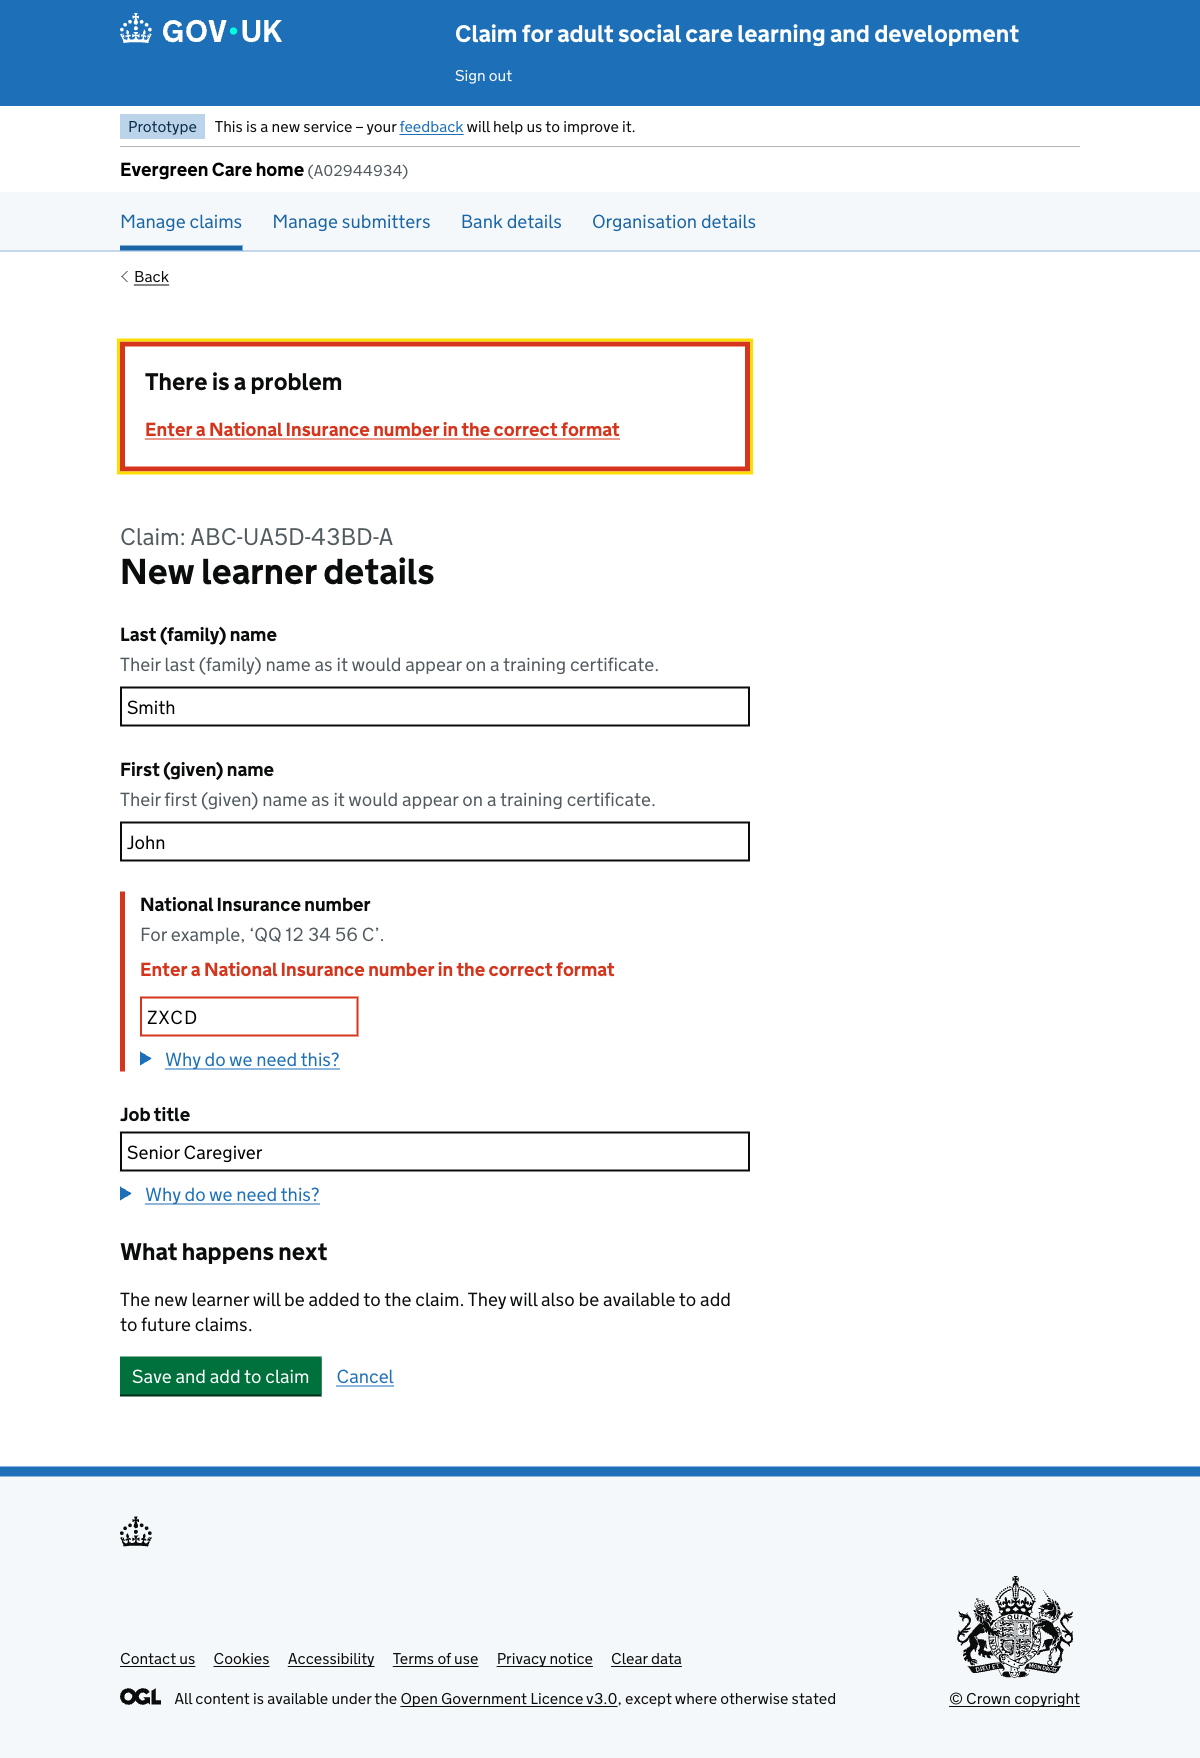 GOV·UK
Claim for adult social care learning and development
Sign out
Prototype This is a new service – your feedback will help us to improve it.
Evergreen Care home (A02944934)
Manage claims Manage submitters Bank details Organisation details
Back
There is a problem
Enter a National Insurance number in the correct format
Claim: ABC-UA5D-43BD-A
New learner details
Last (family) name
Their last (family) name as it would appear on a training certificate.
Smith
First (given) name
Their first (given) name as it would appear on a training certificate.
John
National Insurance number
For example, ‘QQ 12 34 56 C’.
Enter a National Insurance number in the correct format
ZXCD
Why do we need this?
Job title
Senior Caregiver
Why do we need this?
What happens next
The new learner will be added to the claim. They will also be available to add
to future claims.
Save and add to claim Cancel
Contact us Cookies Accessibility Terms of use Privacy notice Clear data
OGL All content is available under the Open Government Licence v3.0, except where otherwise stated
© Crown copyright